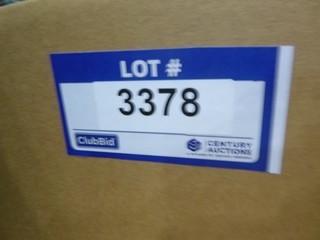 LOT #
3378
ClubBid
CENTURY
AUCTIONS